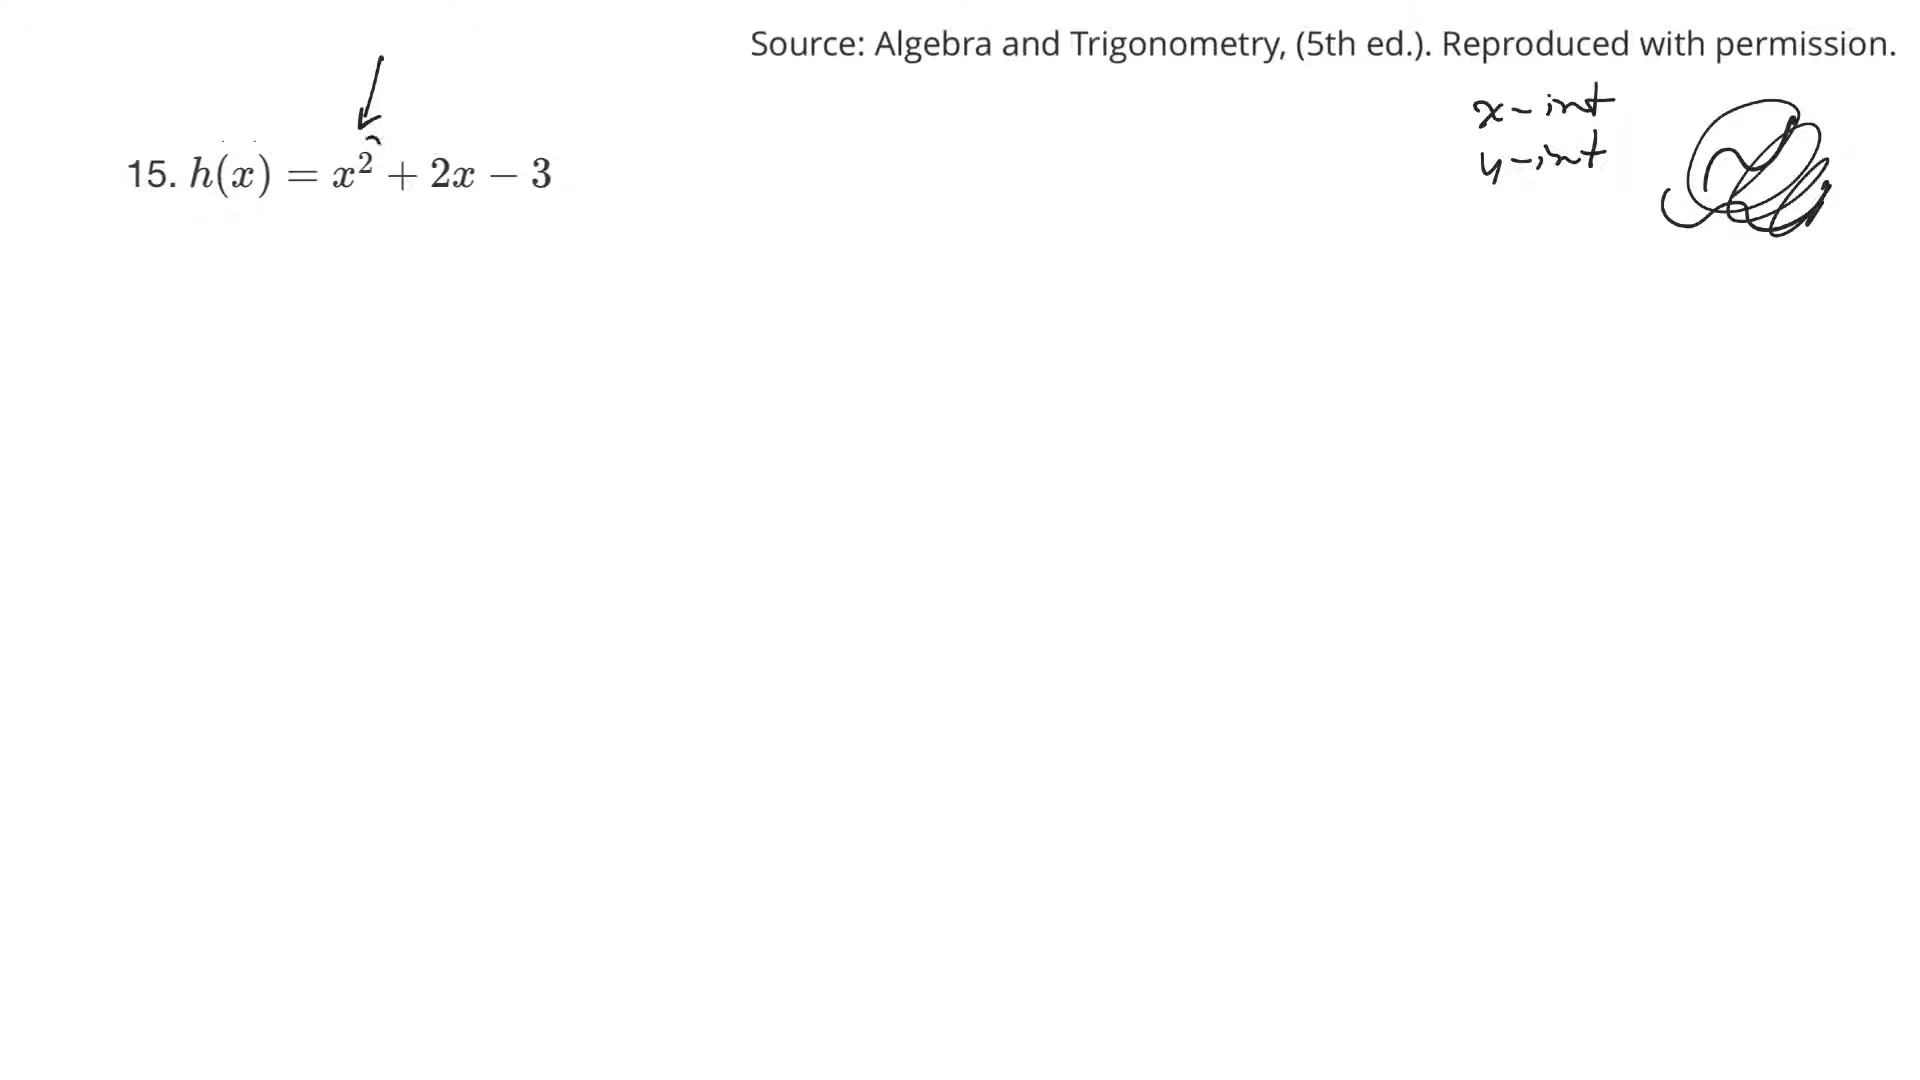 Source: Algebra and Trigonometry, (5th ed.). Reproduced with permission.
x-int
y-int
15. h(x) = x² + 2x − 3